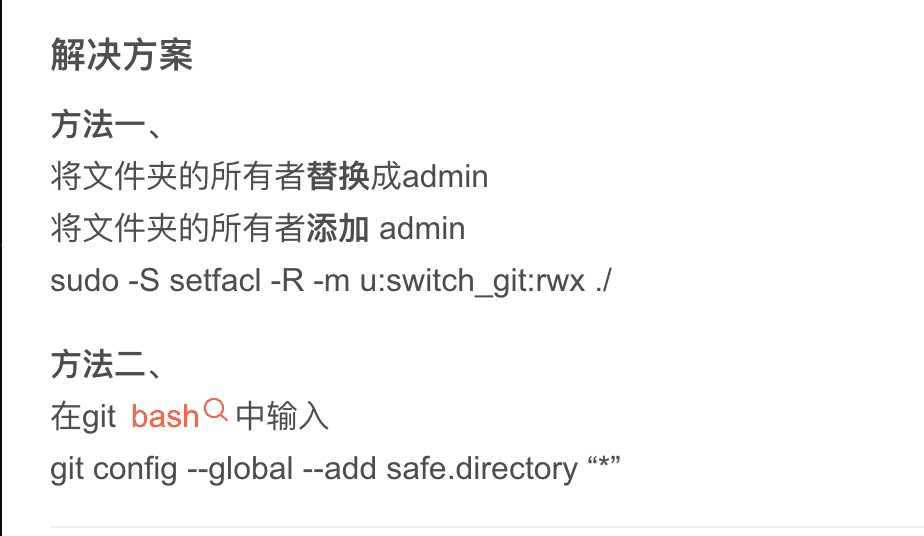 解决方案
方法一、
将文件夹的所有者替换成admin
将文件夹的所有者添加 admin
sudo -S setfacl -R -m u:switch_git:rwx ./
方法二、
在git bash中输入
git config --global --add safe.directory “*”